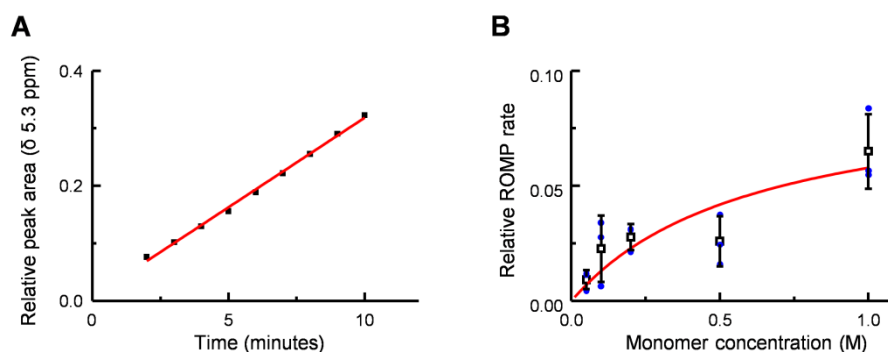 A
Relative peak area (δ 5.3 ppm)
0.4
0.2
0.0
0
5
10
Time (minutes)
B
Relative ROMP rate
0.10
0.05
0.00
0.0
0.5
1.0
Monomer concentration (M)